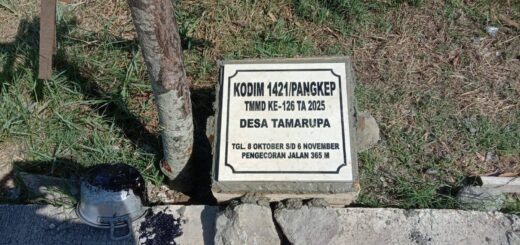 KODIM 1421/PANGKEP
TMMD KE-126 TA 2025
DESA TAMARUPA
TGL. 8 OKTOBER S/D 6 NOVEMBER
PENGECORAN JALAN 365 M